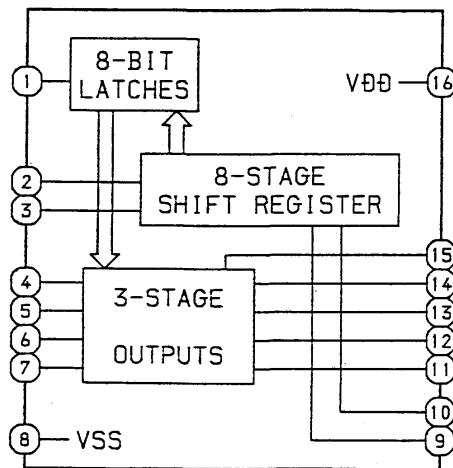 8-BIT
LATCHES
1
VDD
16
8-STAGE
SHIFT REGISTER
2
3
15
4
3-STAGE
14
5
13
6
OUTPUTS
12
7
11
10
8
VSS
9